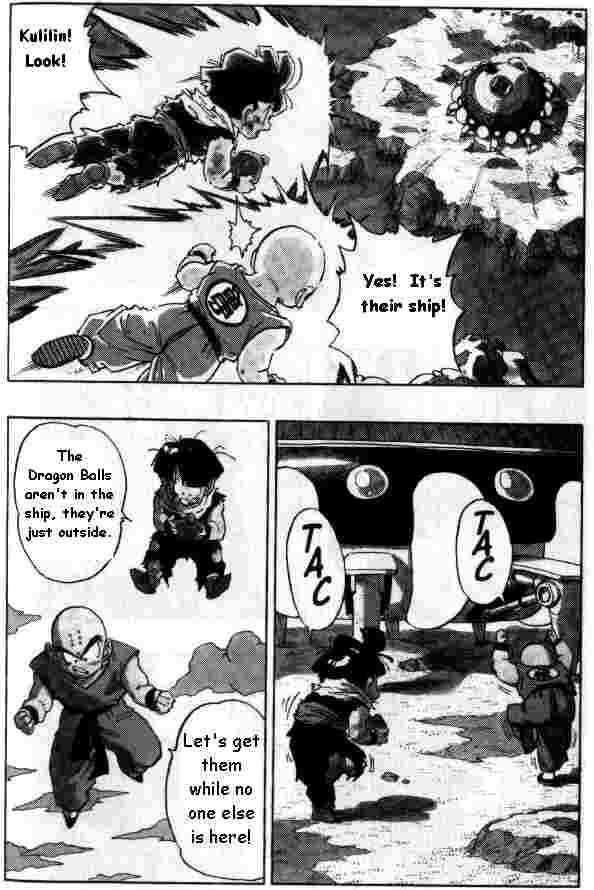 Kulilin!
Look!
Yes! It's
their ship!
The
Dragon Balls
aren't in the
ship, they're
just outside.
Let's get
them
while no
one else
is here!
TAC
TAC